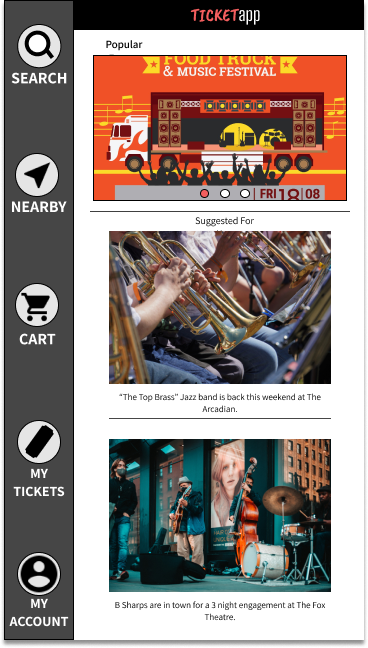 TICKETapp
SEARCH
NEARBY
CART
MY
TICKETS
MY
ACCOUNT
Popular
FOOD TRUCK
& MUSIC FESTIVAL
FRI 18 08
Suggested For
“The Top Brass” Jazz band is back this weekend at The
Arcadian.
B Sharps are in town for a 3 night engagement at The Fox
Theatre.